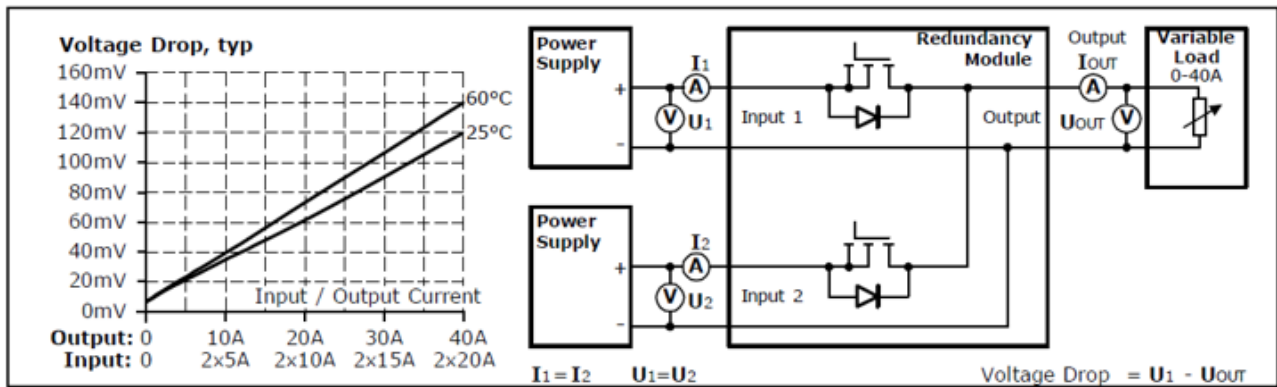 Voltage Drop, typ
160mV
140mV
120mV
100mV
80mV
60mV
40mV
20mV
0mV
60°C
25°C
Input / Output Current
Output: 0 10A 20A 30A 40A
Input: 0 2x5A 2x10A 2x15A 2x20A
Power
Supply
+
-
I1
A
V U1
Input 1
Redundancy
Module
Output
Output
IOUT
A
UOUT V
Variable
Load
0-40A
Power
Supply
+
-
I2
A
V U2
Input 2
I1=I2 U1=U2
Voltage Drop = U1 - UOUT